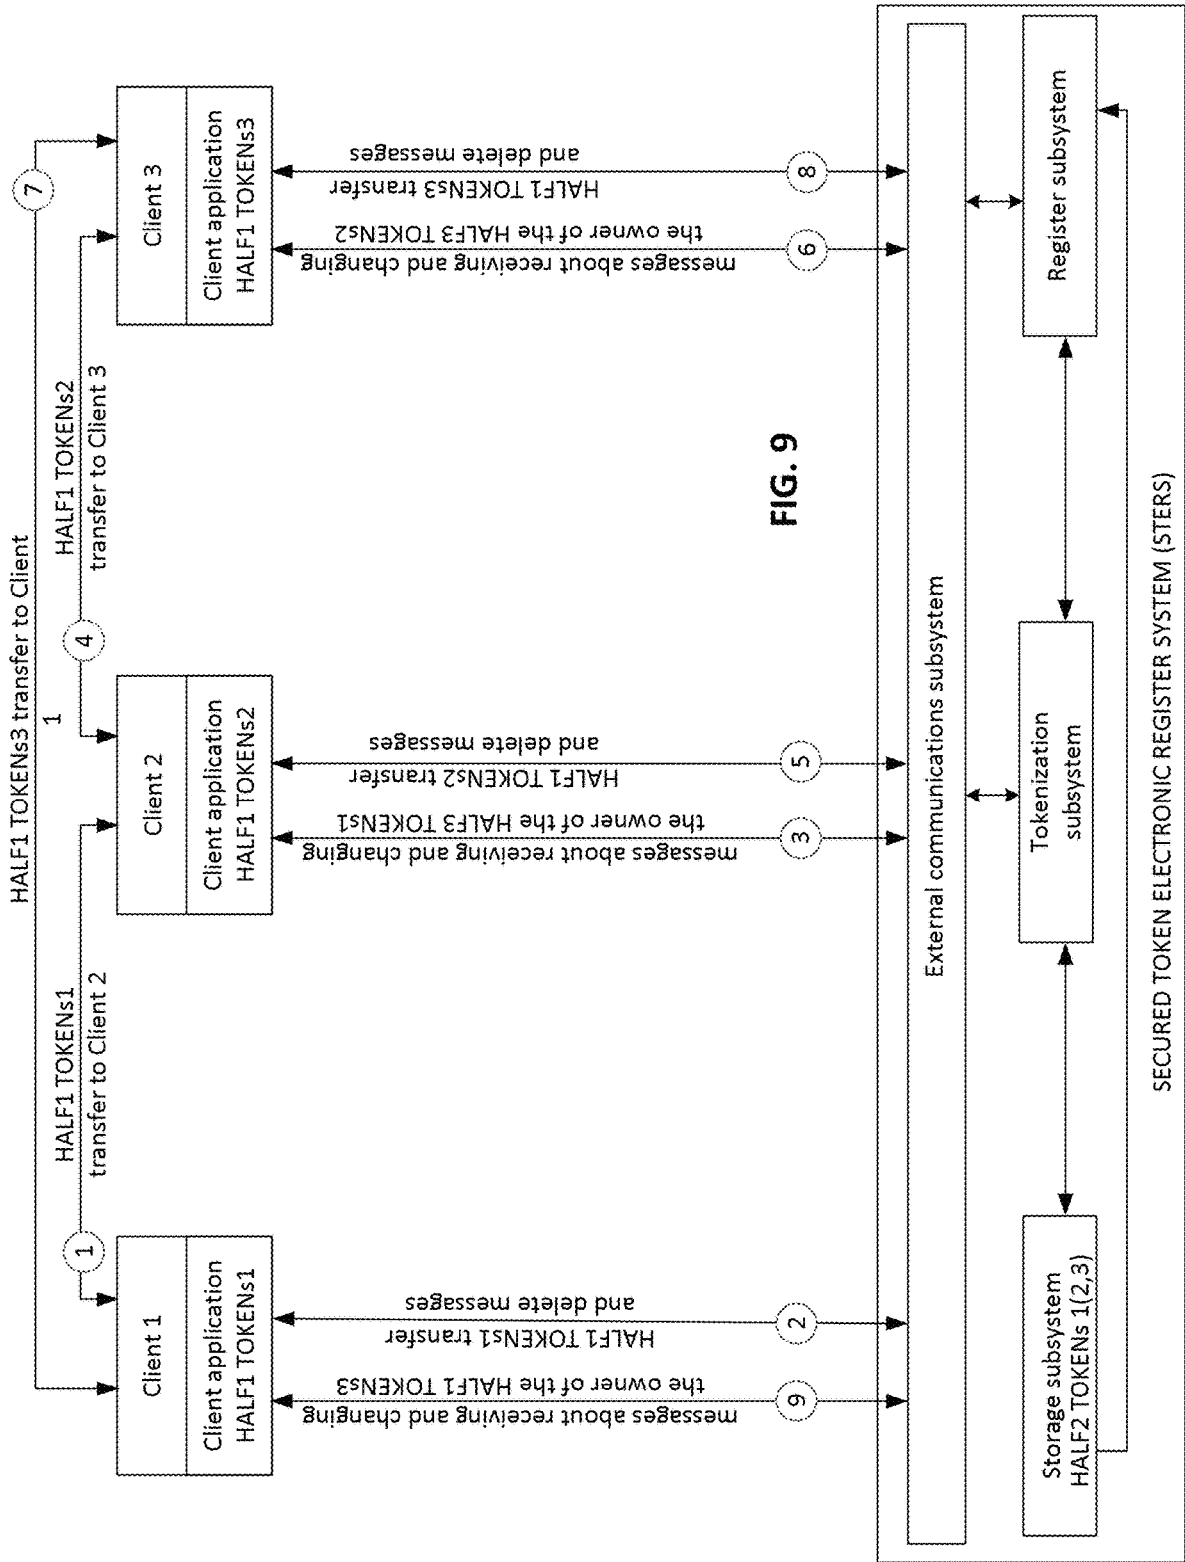 HALF1 TOKENs3 transfer to Client
1
7
HALF1 TOKENs1
transfer to Client 2
1
HALF1 TOKENs2
transfer to Client 3
4
Client 1
Client application
HALF1 TOKENs1
Client 2
Client application
HALF1 TOKENs2
Client 3
Client application
HALF1 TOKENs3
messages about receiving and changing
the owner of the HALF1 TOKENs3
9
HALF1 TOKENs1 transfer
and delete messages
2
messages about receiving and changing
the owner of the HALF3 TOKENs1
3
HALF1 TOKENs2 transfer
and delete messages
5
messages about receiving and changing
the owner of the HALF3 TOKENs2
6
HALF1 TOKENs3 transfer
and delete messages
8
FIG. 9
External communications subsystem
Storage subsystem
HALF2 TOKENs 1(2,3)
Tokenization
subsystem
Register subsystem
SECURED TOKEN ELECTRONIC REGISTER SYSTEM (STERS)